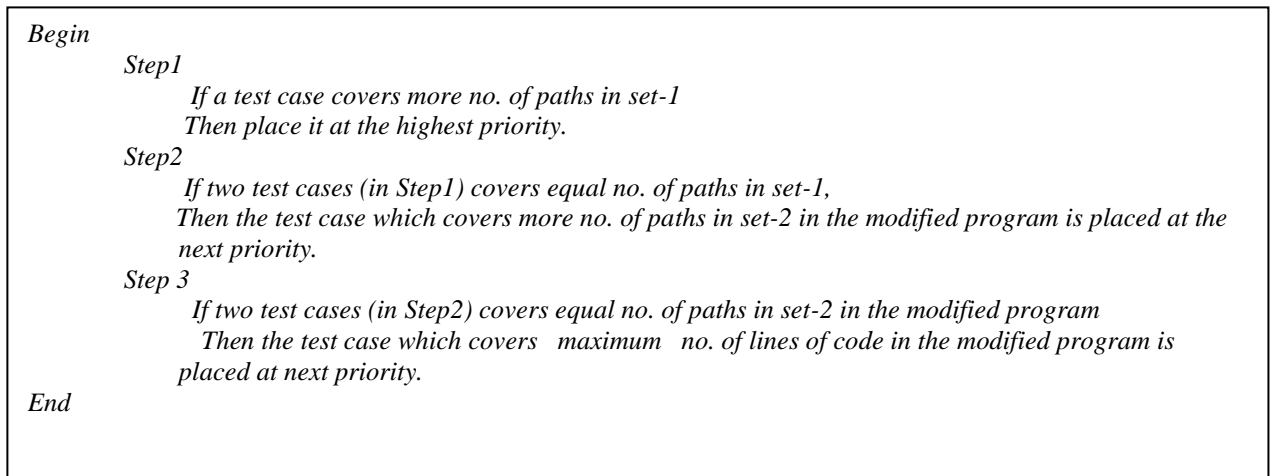 Begin
Step1
If a test case covers more no. of paths in set-1
Then place it at the highest priority.
Step2
If two test cases (in Step1) covers equal no. of paths in set-1,
Then the test case which covers more no. of paths in set-2 in the modified program is placed at the
next priority.
Step 3
If two test cases (in Step2) covers equal no. of paths in set-2 in the modified program
Then the test case which covers maximum no. of lines of code in the modified program is
placed at next priority.
End